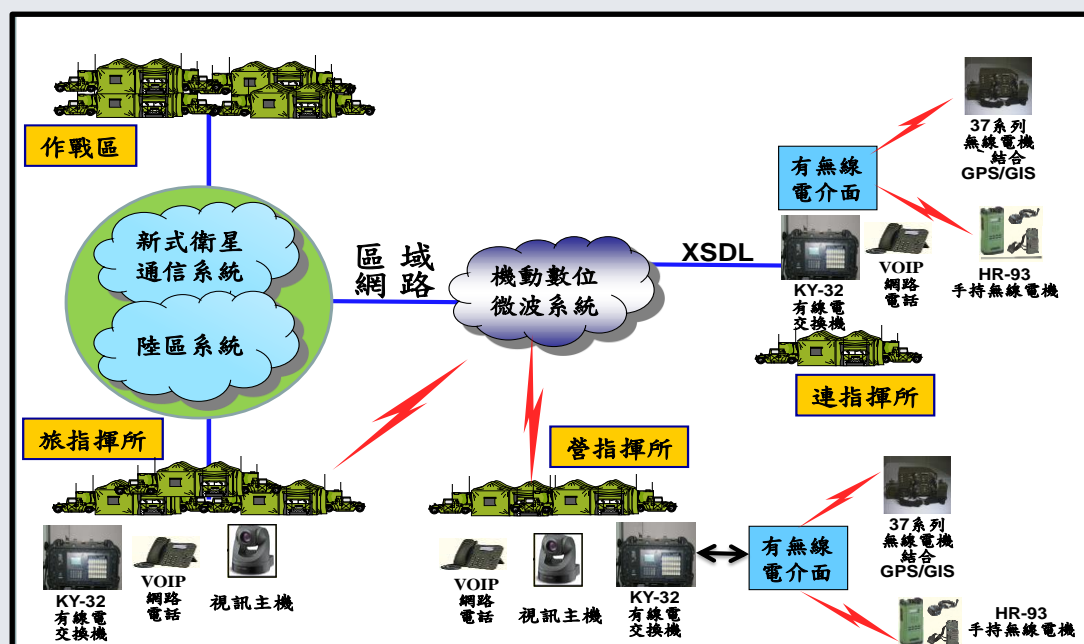 作戰區
新式衛星
通信系統
陸區系統
區域
網路
機動數位
微波系統
XSDL
有無線
電介面
37系列
無線電機
結合
GPS/GIS
HR-93
手持無線電機
KY-32
有線電
交換機
VOIP
網路
電話
連指揮所
旅指揮所
KY-32
有線電
交換機
VOIP
網路
電話
視訊主機
營指揮所
VOIP
網路
電話
視訊主機
KY-32
有線電
交換機
有無線
電介面
37系列
無線電機
結合
GPS/GIS
HR-93
手持無線電機